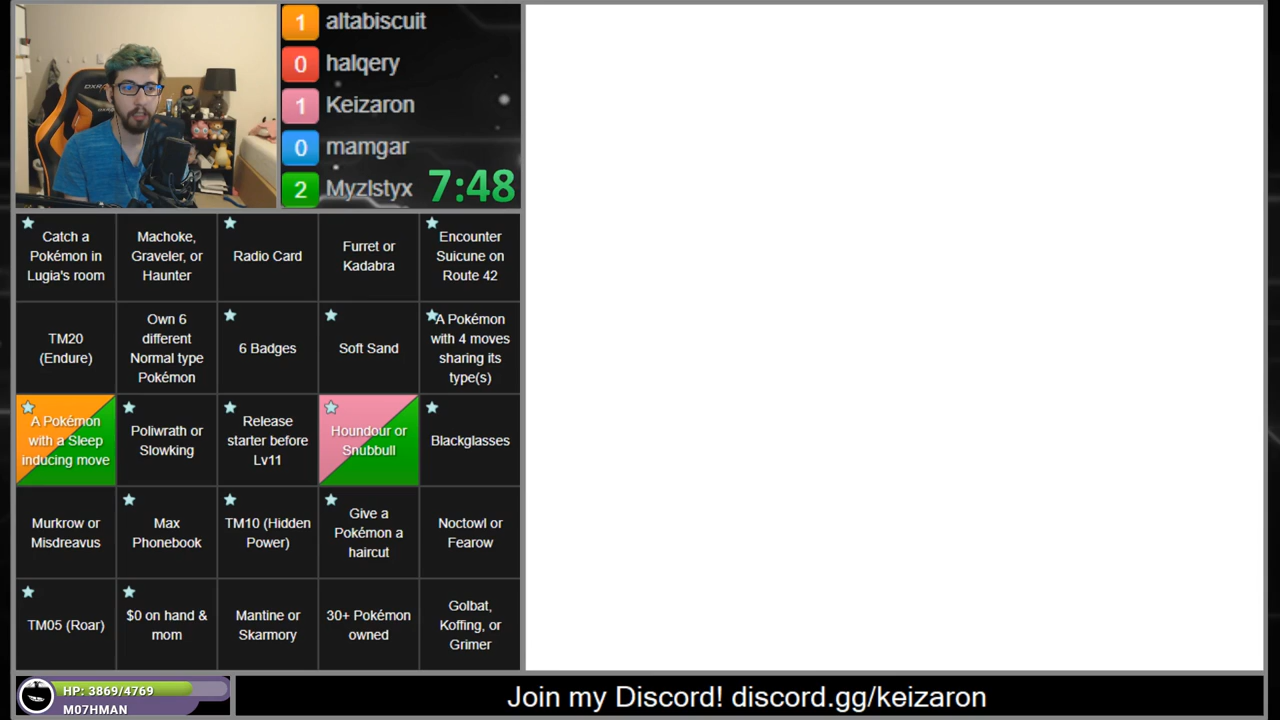 1 altabiscuit
0 halqery
1 Keizaron
0 mamgar
2 Myzlstyx
7:48
Catch a
Pokémon in
Lugia's room
Machoke,
Graveler, or
Haunter
Radio Card
Furret or
Kadabra
Encounter
Suicune on
Route 42
TM20
(Endure)
Own 6
different
Normal type
Pokémon
6 Badges
Soft Sand
A Pokémon
with 4 moves
sharing its
type(s)
A Pokémon
with a Sleep
inducing move
Poliwrath or
Slowking
Release
starter before
Lv11
Houndour or
Snubbull
Blackglasses
Murkrow or
Misdreavus
Max
Phonebook
TM10 (Hidden
Power)
Give a
Pokémon a
haircut
Noctowl or
Fearow
TM05 (Roar)
$0 on hand &
mom
Mantine or
Skarmory
30+ Pokémon
owned
Golbat,
Koffing, or
Grimer
HP: 3869/4769
M07HMAN
Join my Discord! discord.gg/keizaron